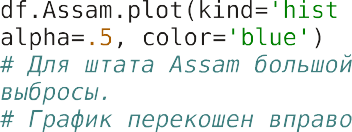 df.Assam.plot(kind='hist
alpha=.5, color='blue')
# Для штата Assam большой
выбросы.
# График перекошен вправо